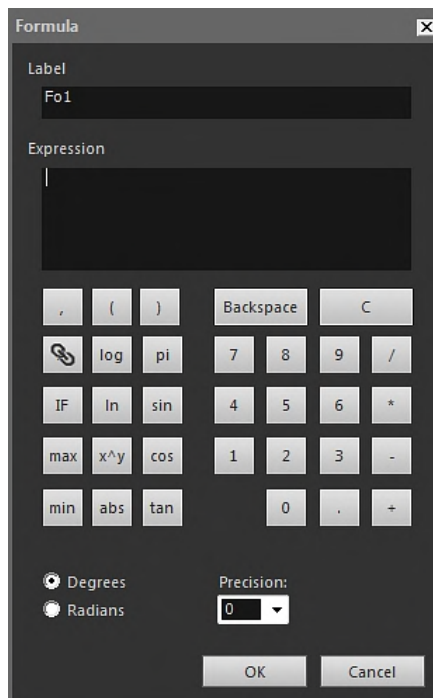 Formula
Label
Fo1
Expression
, ( ) Backspace C
log pi 7 8 9 /
IF ln sin 4 5 6 *
max x^y cos 1 2 3 -
min abs tan 0 . +
Degrees Precision:
Radians 0
OK Cancel